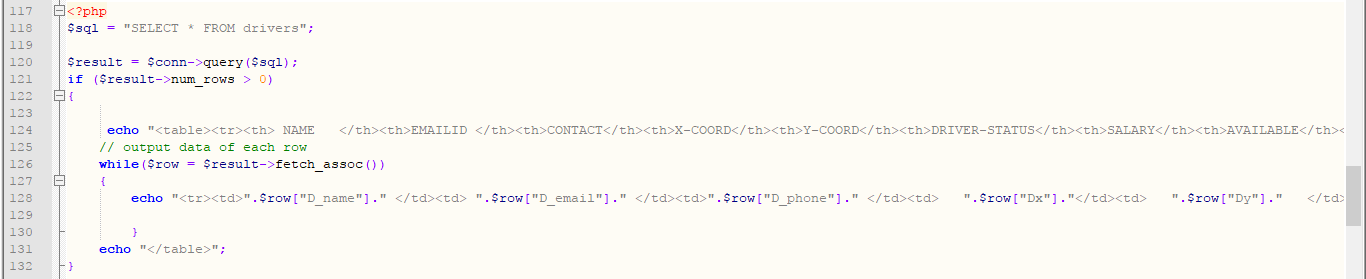 117 <?php
118 $sql = "SELECT * FROM drivers";
119
120 $result = $conn->query($sql);
121 if ($result->num_rows > 0)
122 {
123
124 echo "<table><tr><th> NAME   </th><th>EMAILID </th><th>CONTACT</th><th>X-COORD</th><th>Y-COORD</th><th>DRIVER-STATUS</th><th>SALARY</th><th>AVAILABLE</th><
125 // output data of each row
126 while($row = $result->fetch_assoc())
127 {
128 echo "<tr><td>".$row["D_name"]." </td><td> ".$row["D_email"]." </td><td>".$row["D_phone"]." </td><td>   ".$row["Dx"]."</td><td>   ".$row["Dy"]."   </td>
129
130 }
131 echo "</table>";
132 }